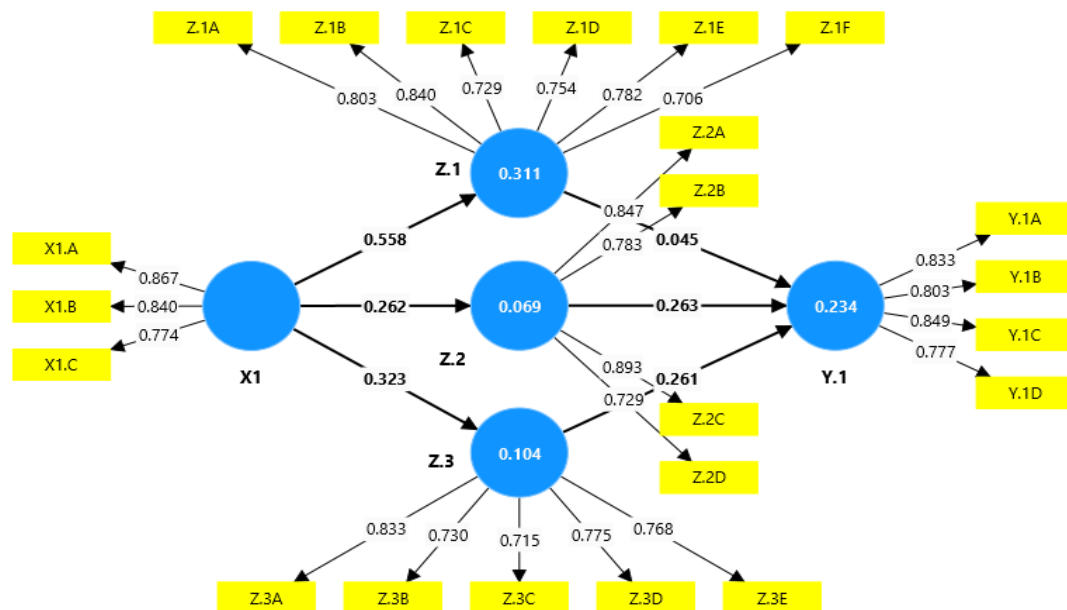 Z.1A Z.1B Z.1C Z.1D Z.1E Z.1F
0.803 0.840 0.729 0.754 0.782 0.706
Z.2A
Z.1 0.311
Z.2B
0.847
0.558 0.783 0.045
Y.1A
X1.A
0.867
0.833
X1.B 0.840 0.262 0.069 0.263 0.234 0.803 Y.1B
0.774
0.849
X1.C
Y.1C
X1 Z.2 Y.1
0.777
0.323 0.893 0.261
Y.1D
0.729
Z.2C
Z.3 0.104
Z.2D
0.833 0.730 0.715 0.775 0.768
Z.3A Z.3B Z.3C Z.3D Z.3E